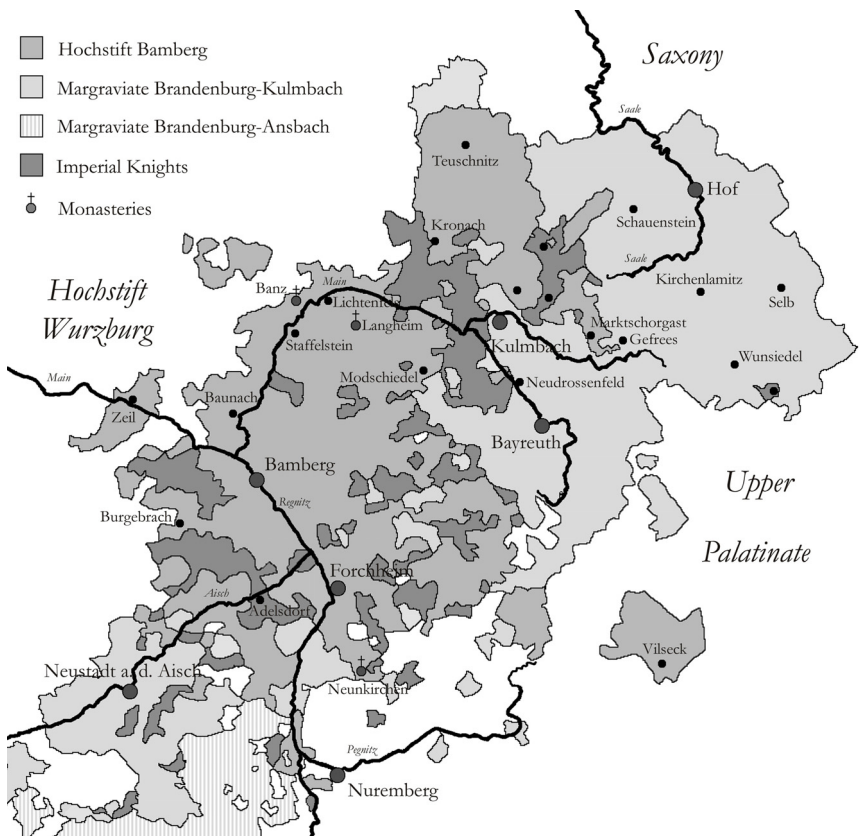 Hochstift Bamberg
Margraviate Brandenburg-Kulmbach
Margraviate Brandenburg-Ansbach
Imperial Knights
Monasteries
Saxony
Saale
Teuschnitz
Hof
Schauenstein
Kronach
Saale
Hochstift
Wurzburg
Banz
Main
Lichtenfels
Kirchenlamitz
Selb
Langheim
Staffelstein
Kulmbach
Marktschorgast
Gefrees
Wunsiedel
Main
Modschiedel
Neudrossenfeld
Baunach
Zeil
Bayreuth
Bamberg
Upper
Palatinate
Regnitz
Burgebrach
Forchheim
Aisch
Adelsdorf
Vilseck
Neustadt a. d. Aisch
Neunkirchen
Pegnitz
Nuremberg